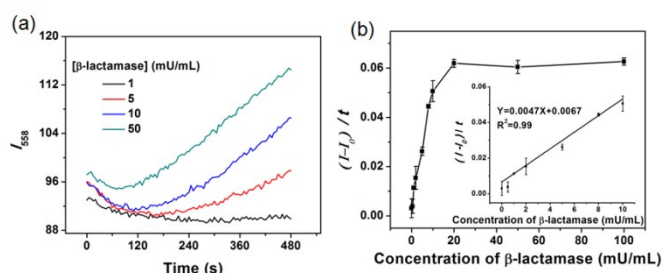 (a)
[β-lactamase] (mU/mL)
1
5
10
50
120
112
104
96
88
I558
0 120 240 360 480
Time (s)
(b)
0.06
0.04
0.02
0.00
(I-I0) / t
0 20 40 60 80 100
Concentration of β-lactamase (mU/mL)
Y=0.0047X+0.0067
R²=0.99
0.06
0.04
0.02
0.00
(I-I0) / t
0 2 4 6 8 10
Concentration of β-lactamase (mU/mL)